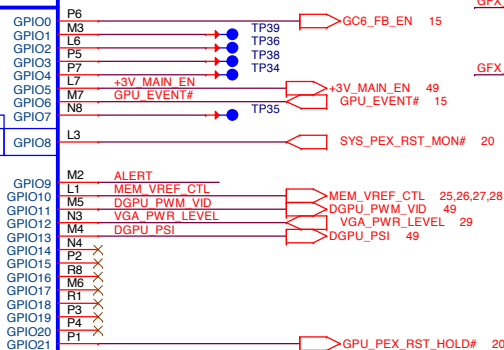 GFX
GPIO0 P6 GC6_FB_EN 15
GPIO1 M3 TP39
GPIO2 L6 TP36
GPIO3 P5 TP38
GPIO4 P7 TP34
GFX
GPIO5 L7 +3V_MAIN_EN 49
GPIO6 M7 GPU_EVENT# GPU_EVENT# 15
GPIO7 N8 TP35
GPIO8 L3 SYS_PEX_RST_MON# 20
GPIO9 M2 ALERT
GPIO10 L1 MEM_VREF_CTL MEM_VREF_CTL 25,26,27,28
GPIO11 M5 DGPU_PWM_VID DGPU_PWM_VID 49
GPIO12 N3 VGA_PWR_LEVEL VGA_PWR_LEVEL 29
GPIO13 M4 DGPU_PSI DGPU_PSI 49
GPIO14 N4
GPIO15 P2
GPIO16 R8
GPIO17 M6
GPIO18 R1
GPIO19 P3
GPIO20 P4
GPIO21 P1 GPU_PEX_RST_HOLD# 20